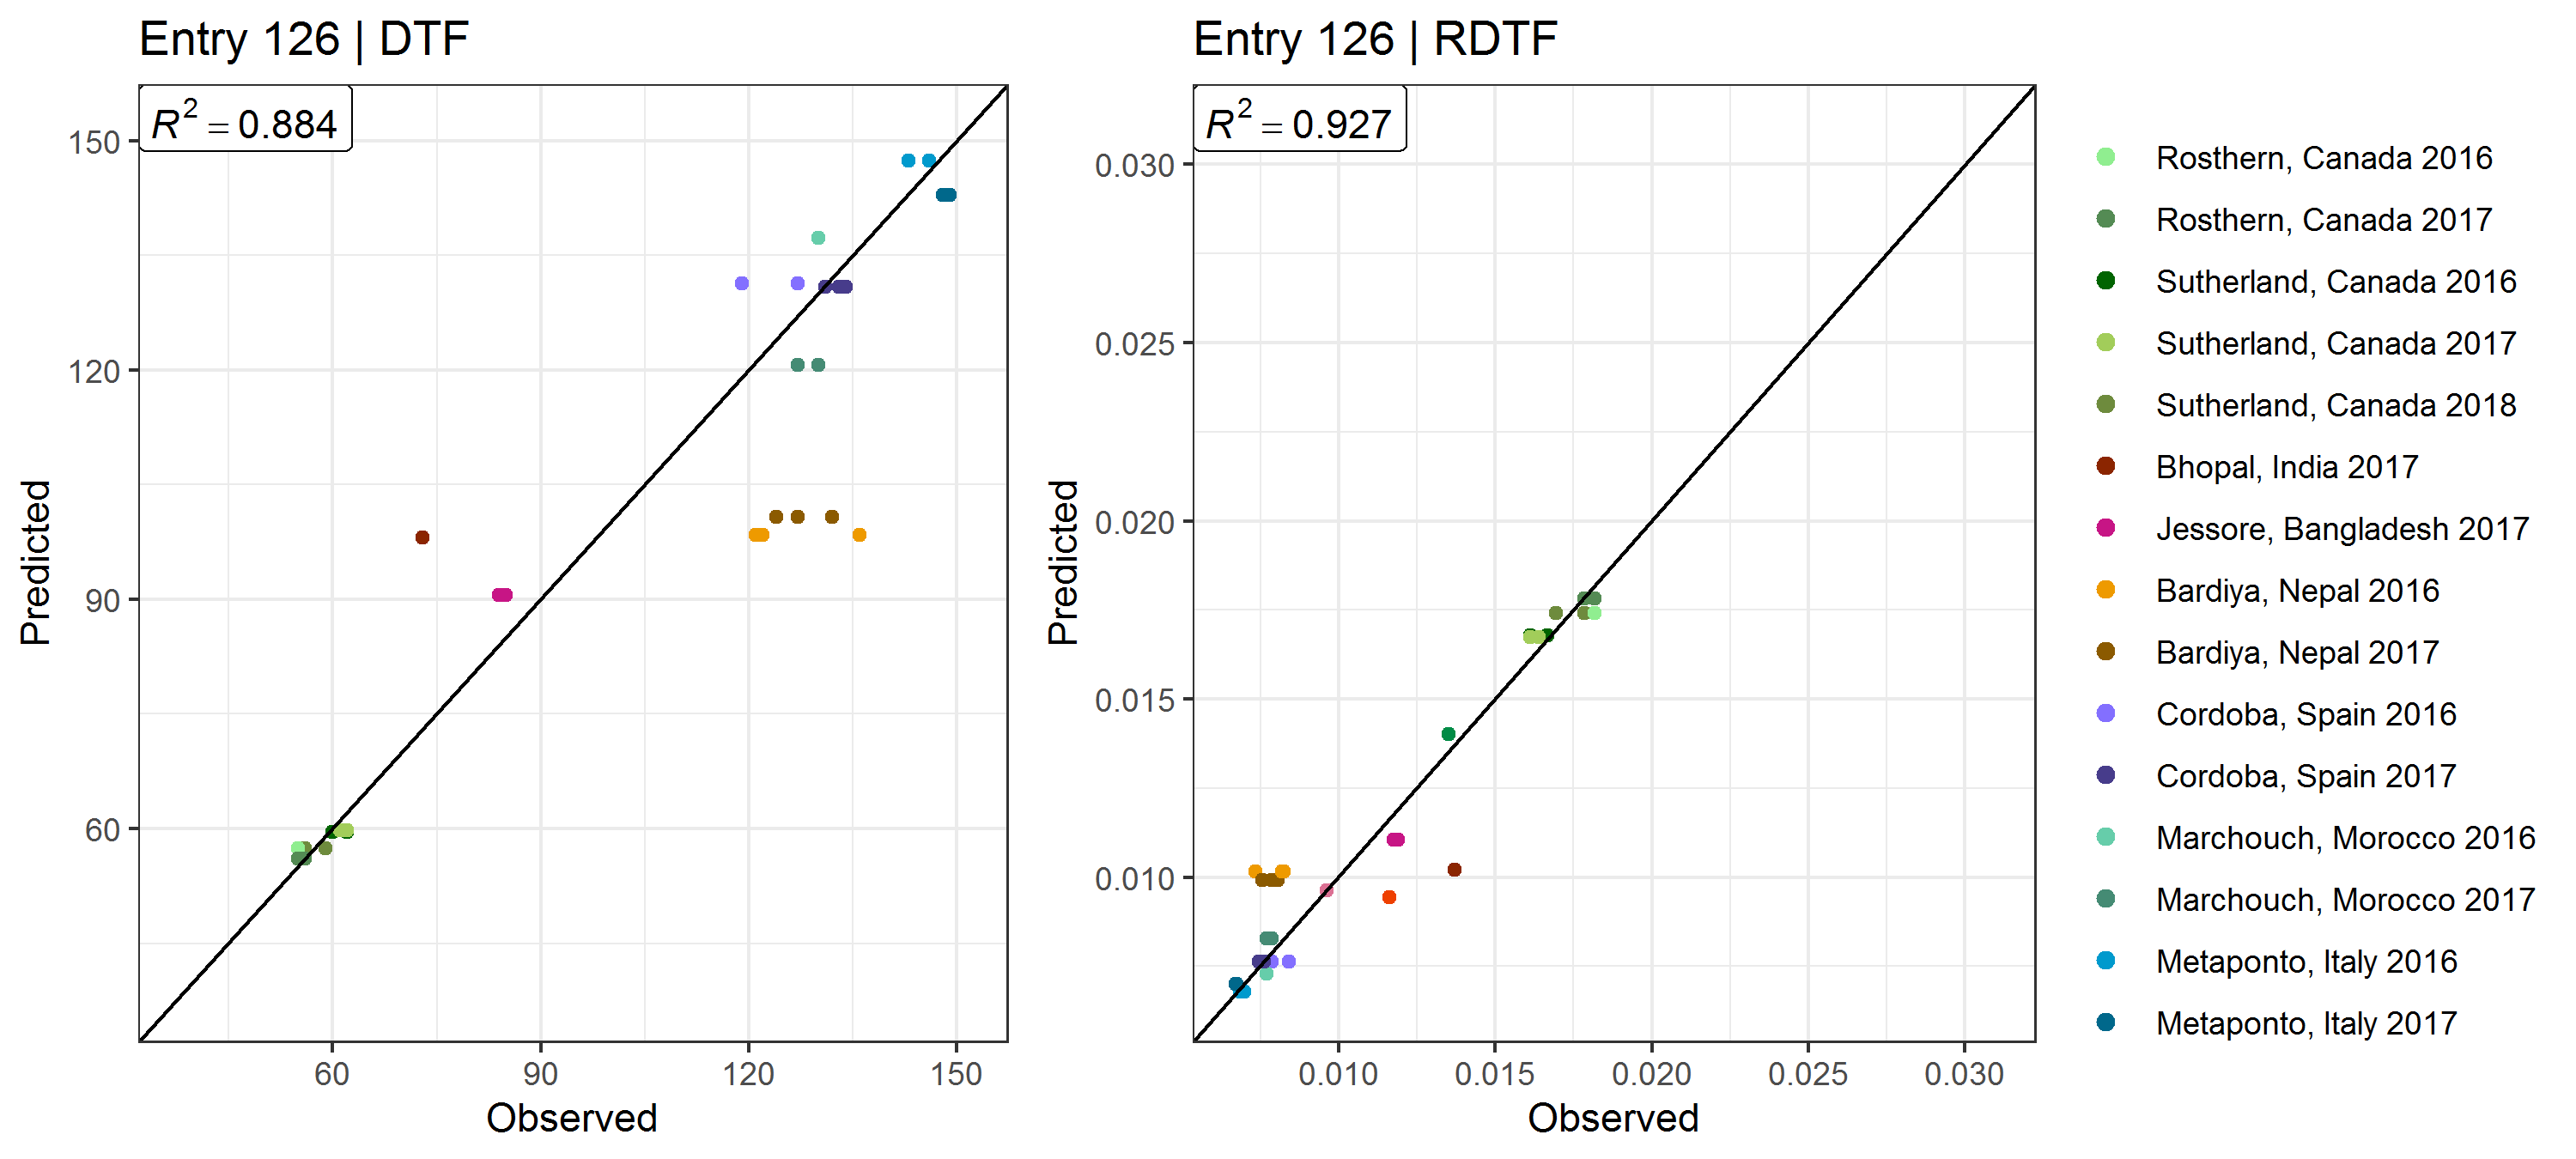 Entry 126 | DTF
R² = 0.884
150
120
90
60
Predicted
60 90 120 150
Observed
Entry 126 | RDTF
R² = 0.927
0.030
0.025
0.020
0.015
0.010
Predicted
0.010 0.015 0.020 0.025 0.030
Observed
Rosthern, Canada 2016
Rosthern, Canada 2017
Sutherland, Canada 2016
Sutherland, Canada 2017
Sutherland, Canada 2018
Bhopal, India 2017
Jessore, Bangladesh 2017
Bardiya, Nepal 2016
Bardiya, Nepal 2017
Cordoba, Spain 2016
Cordoba, Spain 2017
Marchouch, Morocco 2016
Marchouch, Morocco 2017
Metaponto, Italy 2016
Metaponto, Italy 2017